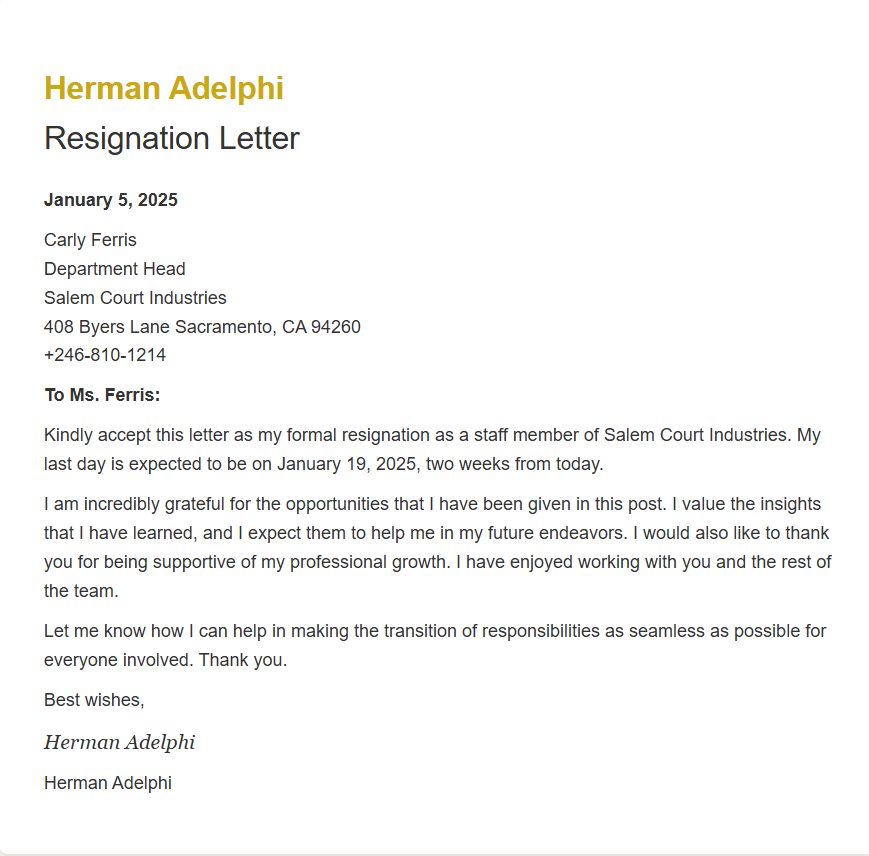 Herman Adelphi
Resignation Letter
January 5, 2025
Carly Ferris
Department Head
Salem Court Industries
408 Byers Lane Sacramento, CA 94260
+246-810-1214
To Ms. Ferris:
Kindly accept this letter as my formal resignation as a staff member of Salem Court Industries. My
last day is expected to be on January 19, 2025, two weeks from today.
I am incredibly grateful for the opportunities that I have been given in this post. I value the insights
that I have learned, and I expect them to help me in my future endeavors. I would also like to thank
you for being supportive of my professional growth. I have enjoyed working with you and the rest of
the team.
Let me know how I can help in making the transition of responsibilities as seamless as possible for
everyone involved. Thank you.
Best wishes,
Herman Adelphi
Herman Adelphi